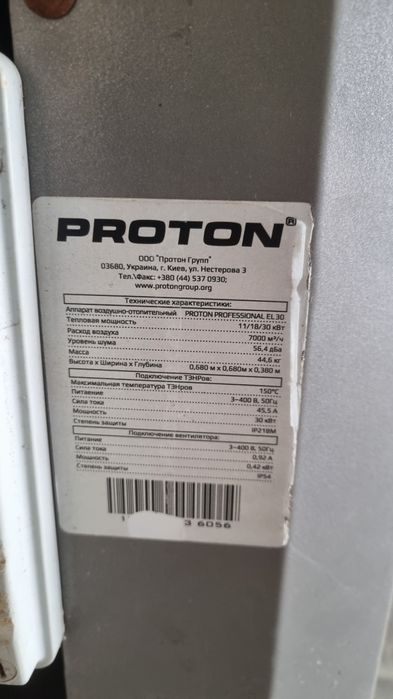 PROTON®
ООО "Протон Групп"
03680, Украина, г. Киев, ул. Нестерова 3
Тел.\Факс: +380 (44) 537 0930;
www.protongroup.org
Технические характеристики:
Аппарат воздушно-отопительный PROTON PROFESSIONAL EL 30
Тепловая мощность 11/18/30 кВт
Расход воздуха 7000 м³/ч
Уровень шума 56,4 дБа
Масса 44,6 кг
Высота х Ширина х Глубина 0,680 м х 0,680м х 0,380 м
Подключение ТЭНРов:
Максимальная температура ТЭНров 150°С
Питаение 3~400 В, 50Гц
Сила тока 45,5 А
Мощность 30 кВт
Степень защиты IP21ВМ
Подключение вентилятора:
Питание 3~400 В, 50Гц
Сила тока 0,92 А
Мощность 0,42 кВт
Степень защиты IP54
1 3 6056